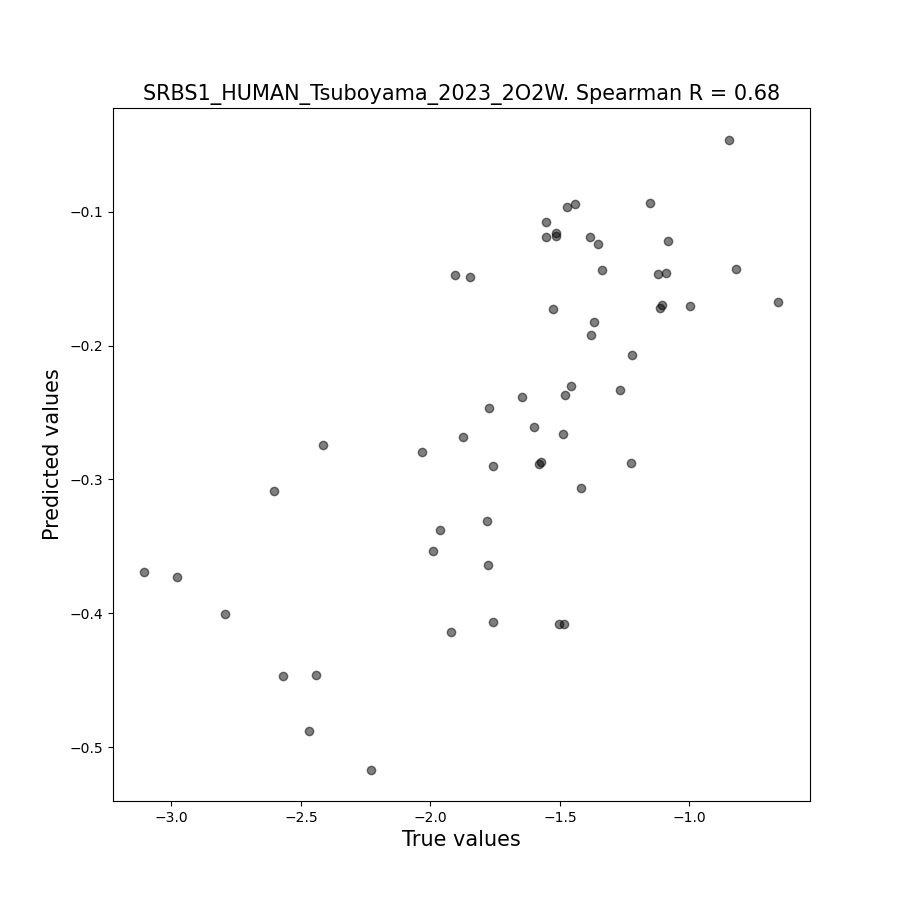 SRBS1_HUMAN_Tsuboyama_2023_2O2W. Spearman R = 0.68
−0.1
−0.2
−0.3
−0.4
−0.5
Predicted values
−3.0 −2.5 −2.0 −1.5 −1.0
True values